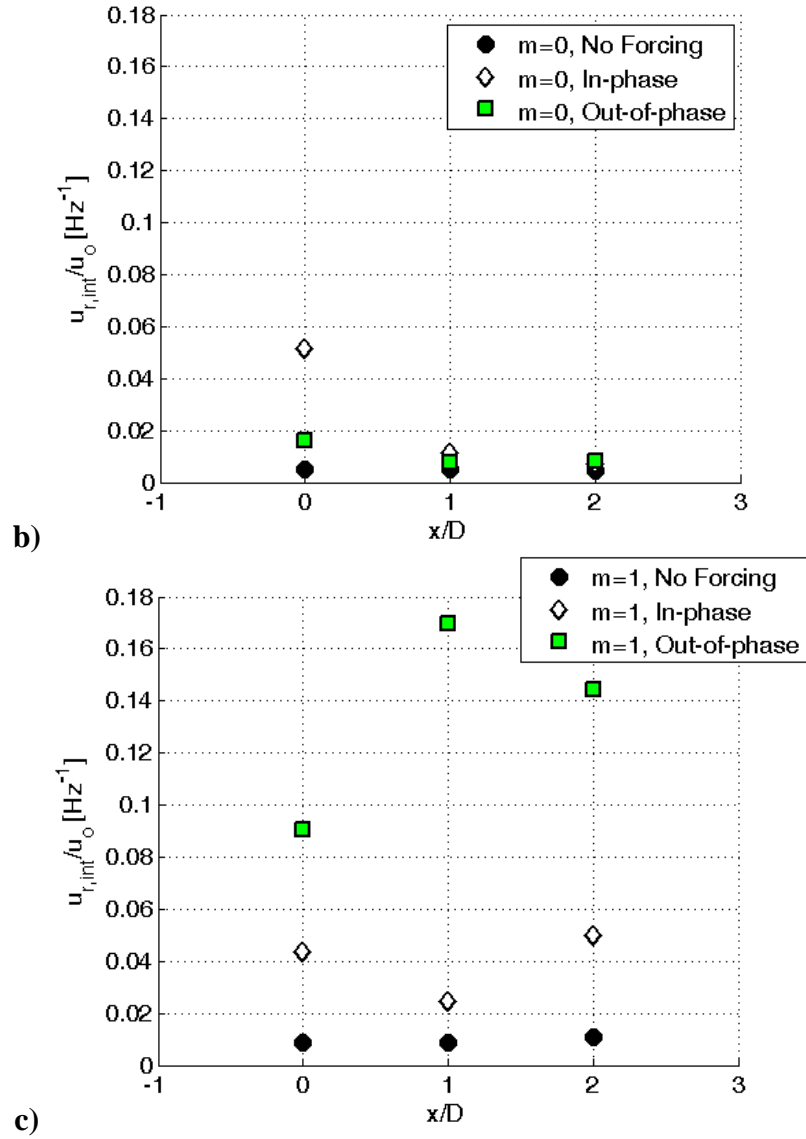 0.18
0.16
0.14
0.12
0.1
0.08
0.06
0.04
0.02
0
u_r,int/u_o [Hz^-1]
m=0, No Forcing
m=0, In-phase
m=0, Out-of-phase
-1 0 1 2 3
x/D
b)
0.18
0.16
0.14
0.12
0.1
0.08
0.06
0.04
0.02
0
u_r,int/u_o [Hz^-1]
m=1, No Forcing
m=1, In-phase
m=1, Out-of-phase
-1 0 1 2 3
x/D
c)